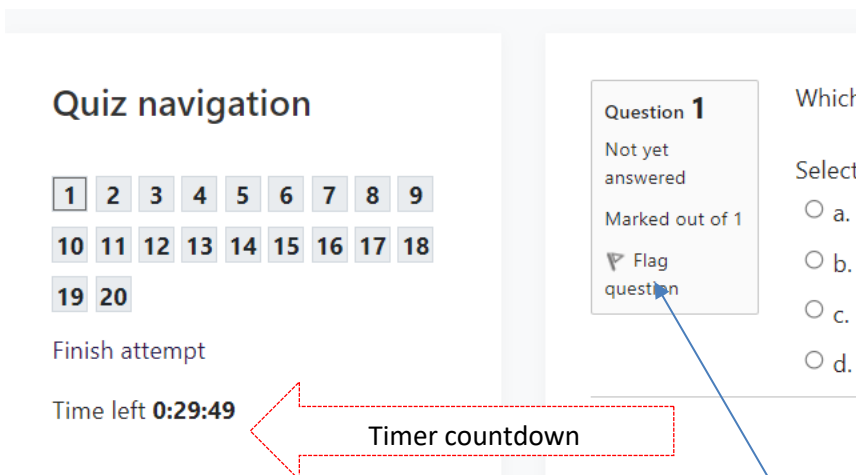 Quiz navigation
1 2 3 4 5 6 7 8 9
10 11 12 13 14 15 16 17 18
19 20
Finish attempt
Time left 0:29:49
Timer countdown
Question 1
Not yet
answered
Marked out of 1
Flag
question
Which
Select
a.
b.
c.
d.